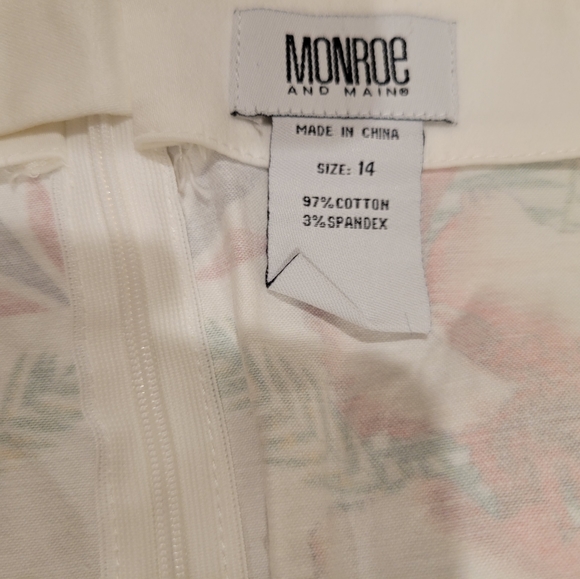 MONROE
AND MAIN®
MADE IN CHINA
SIZE: 14
97%COTTON
3%SPANDEX